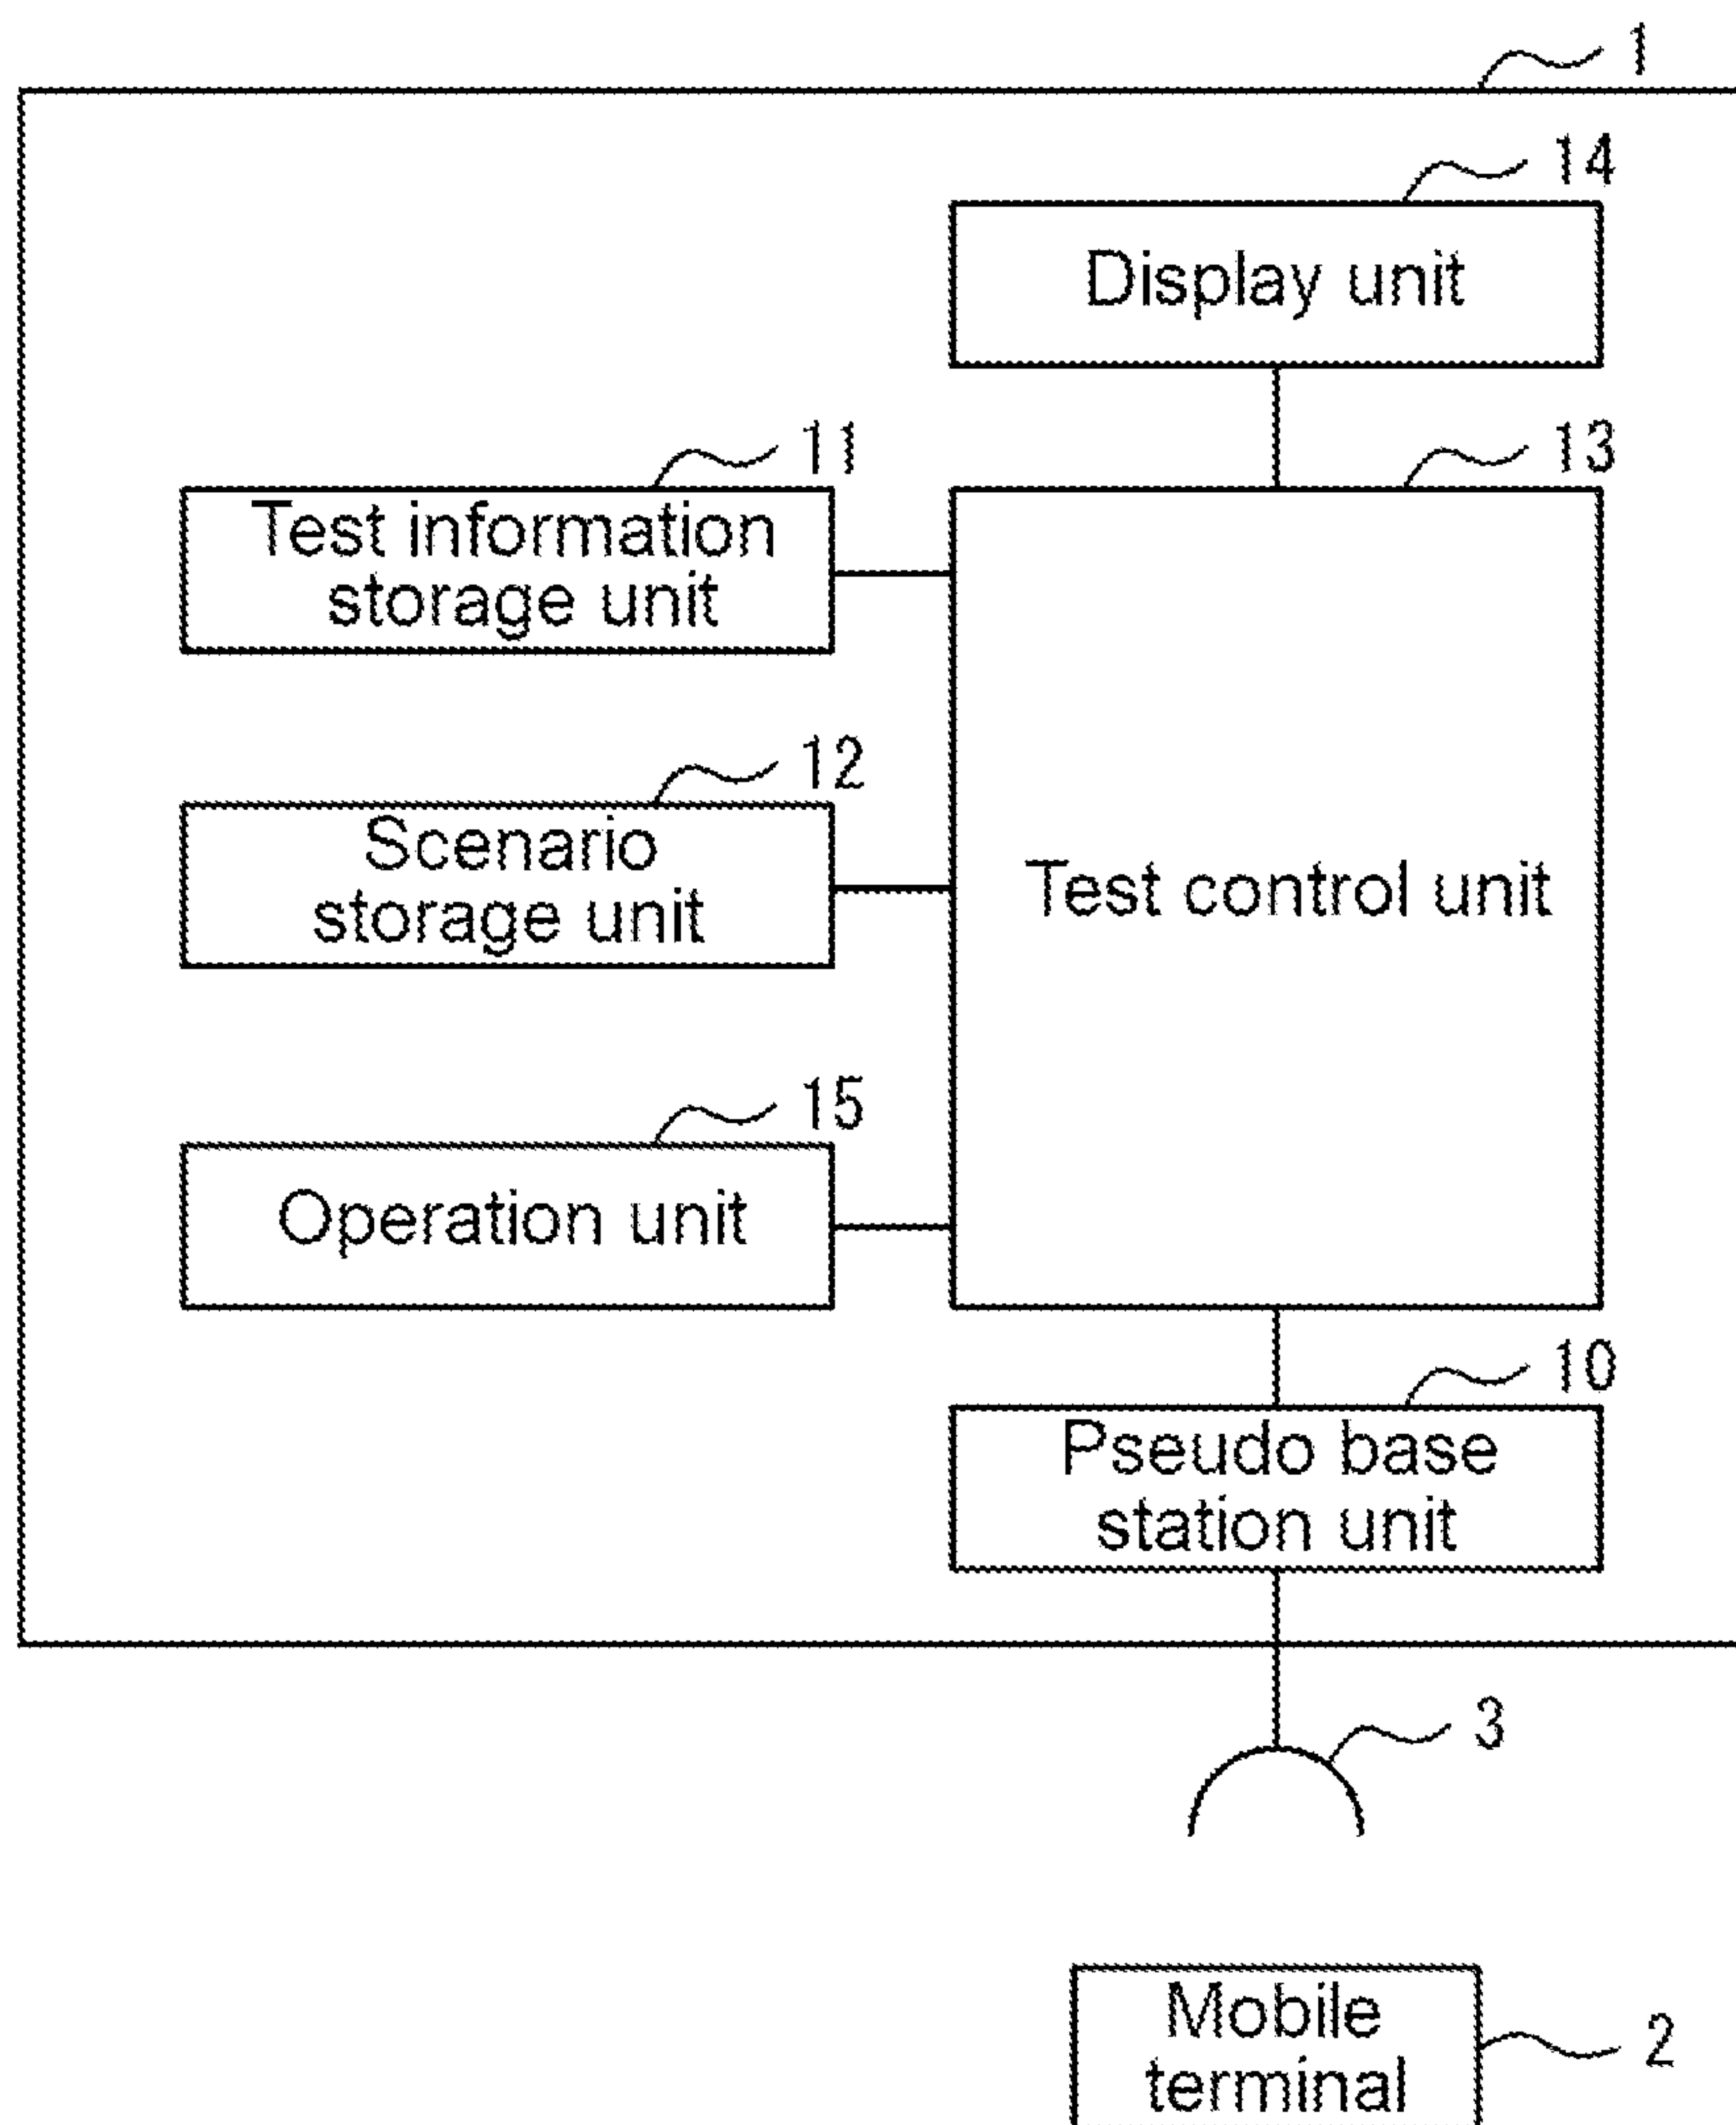 1
14
Display unit
11
13
Test information
storage unit
12
Scenario
storage unit
Test control unit
15
Operation unit
10
Pseudo base
station unit
3
Mobile
terminal
2